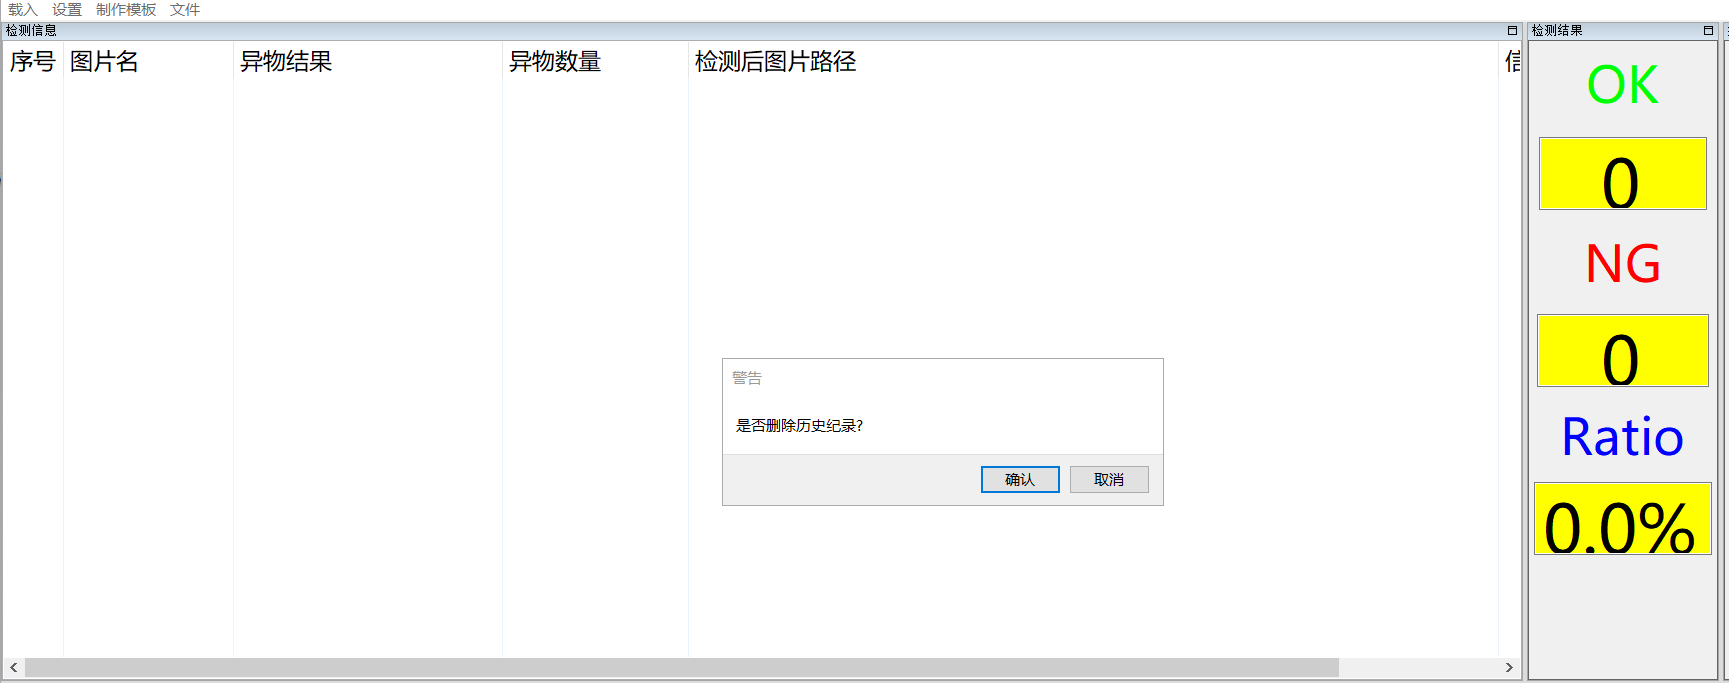 载入 设置 制作模板 文件
检测信息
序号 图片名 异物结果 异物数量 检测后图片路径 信
警告
是否删除历史纪录?
确认 取消
检测结果
OK
0
NG
0
Ratio
0.0%